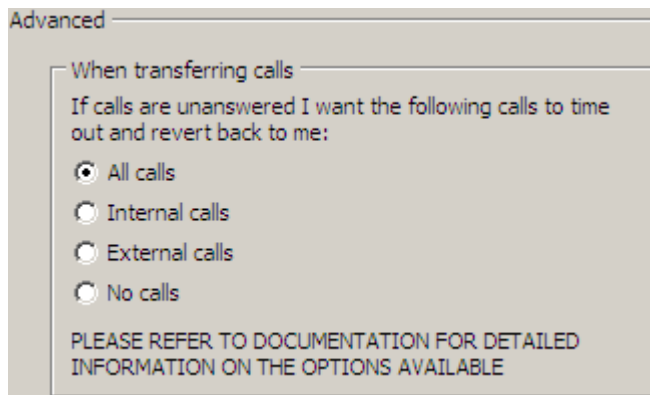 Advanced
When transferring calls
If calls are unanswered I want the following calls to time
out and revert back to me:
All calls
Internal calls
External calls
No calls
PLEASE REFER TO DOCUMENTATION FOR DETAILED
INFORMATION ON THE OPTIONS AVAILABLE